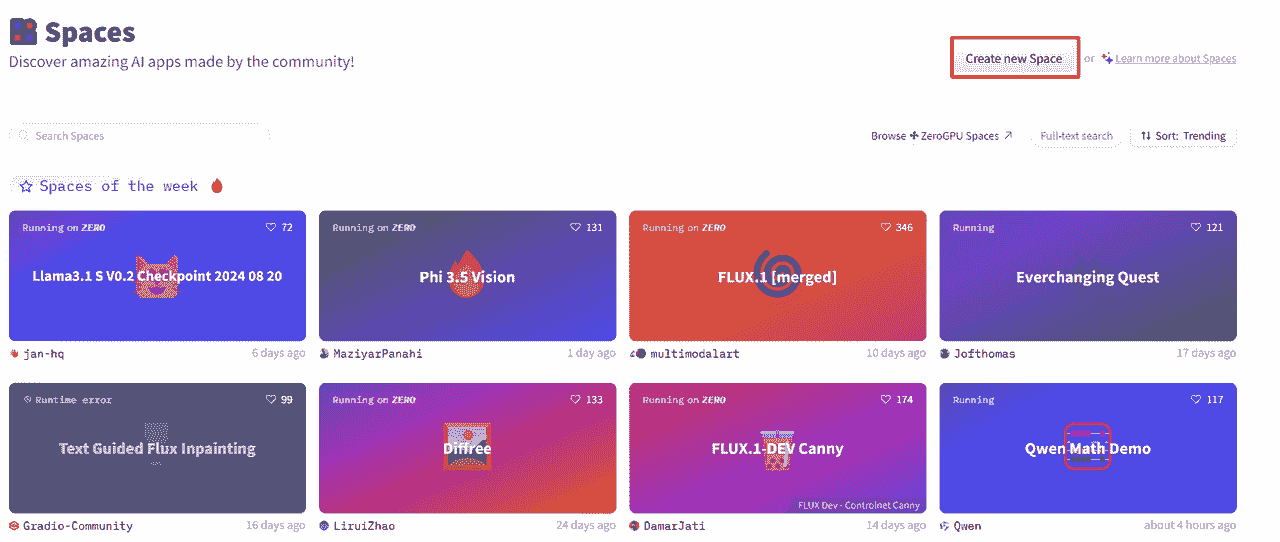 Spaces
Discover amazing AI apps made by the community!
Create new Space or Learn more about Spaces
Search Spaces
Browse ZeroGPU Spaces Full-text search Sort: Trending
Spaces of the week
Running on ZERO 72
Llama3.1 S V0.2 Checkpoint 2024 08 20
jan-hq 6 days ago
Running on ZERO 131
Phi 3.5 Vision
MaziyarPanahi 1 day ago
Running on ZERO 346
FLUX.1 [merged]
multimodalart 10 days ago
Running 121
Everchanging Quest
Jofthomas 17 days ago
Runtime error 99
Text Guided Flux Inpainting
Gradio-Community 16 days ago
Running on ZERO 133
Diffree
LiruiZhao 24 days ago
Running on ZERO 174
FLUX.1-DEV Canny
FLUX Dev - Controlnet Canny
DamarJati 14 days ago
Running 117
Qwen Math Demo
Qwen about 4 hours ago